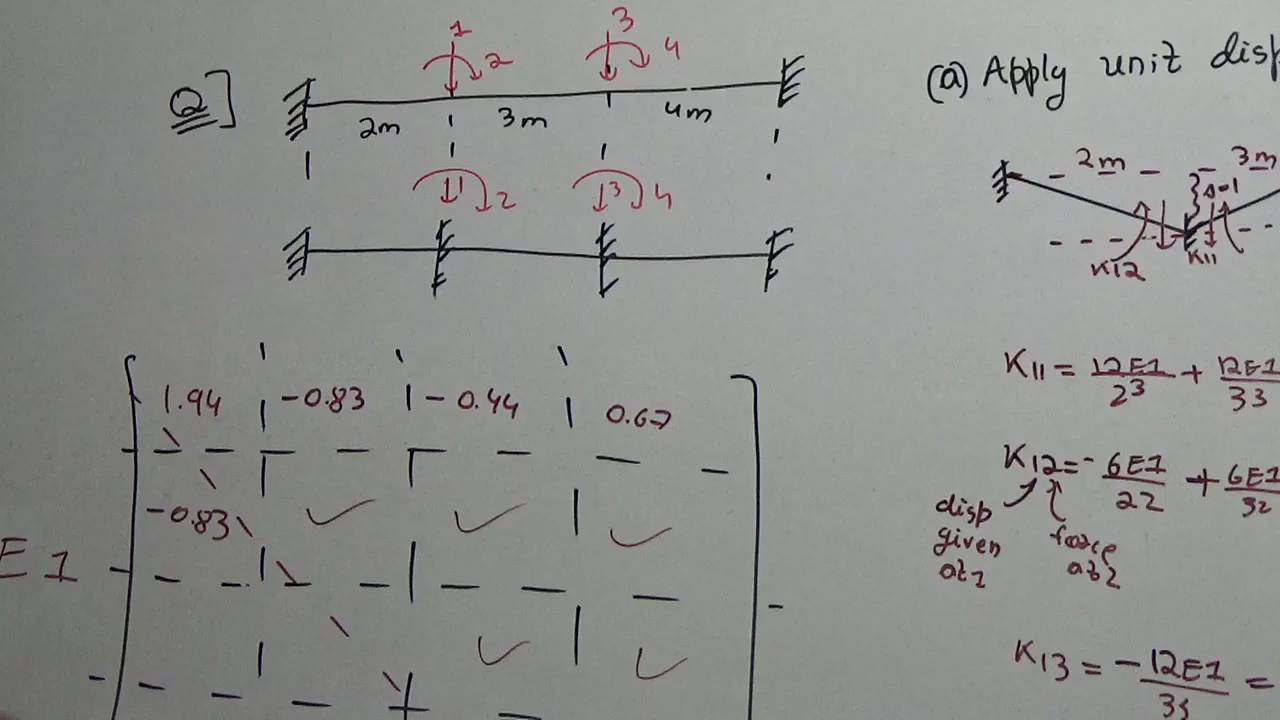 Q]
1 2 3 4
2m 3m 4m
1 2 3 4
1.94 -0.83 -0.44 0.67
-0.83 ✓ ✓ ✓
EI
✓ ✓
(a) Apply unit disp
2m 3m
Δ=1
K12 K11
K11 = 12EI/2³ + 12EI/3³
K12 = - 6EI/2² + 6EI/3²
disp given at 1
force at 2
K13 = - 12EI/3³ =